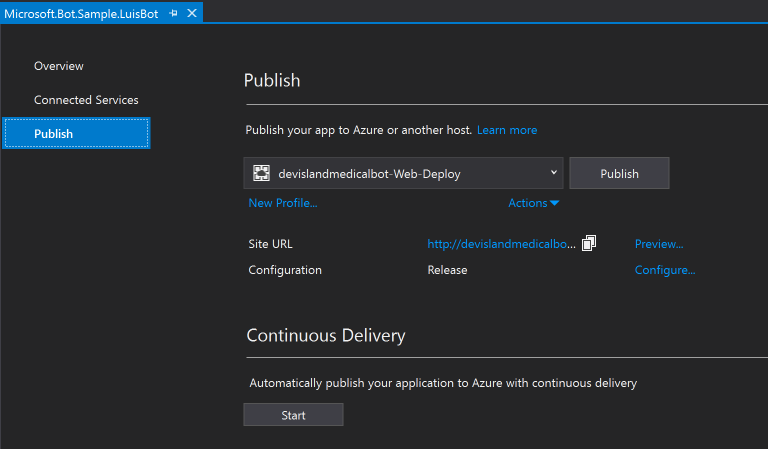 Microsoft.Bot.Sample.LuisBot
Overview
Connected Services
Publish
Publish
Publish your app to Azure or another host. Learn more
devislandmedicalbot-Web-Deploy Publish
New Profile... Actions
Site URL http://devislandmedicalbo... Preview...
Configuration Release Configure...
Continuous Delivery
Automatically publish your application to Azure with continuous delivery
Start